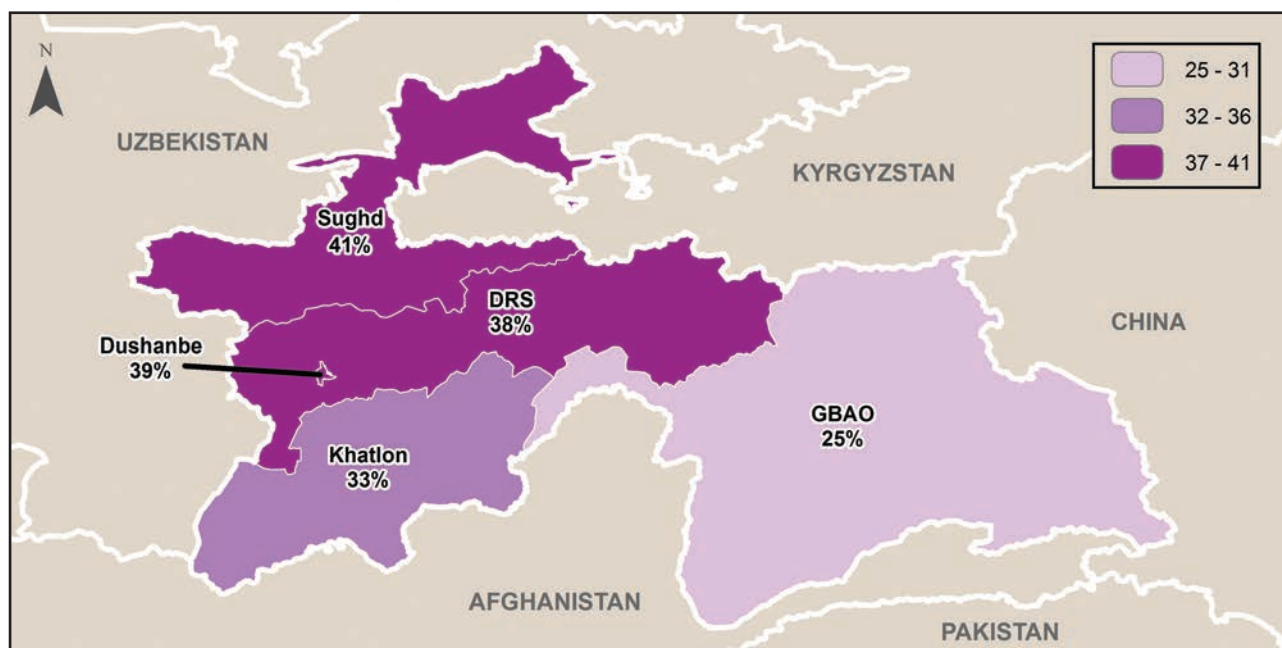 N
25 - 31
32 - 36
37 - 41
UZBEKISTAN
KYRGYZSTAN
Sughd
41%
DRS
38%
CHINA
Dushanbe
39%
GBAO
25%
Khatlon
33%
AFGHANISTAN
PAKISTAN